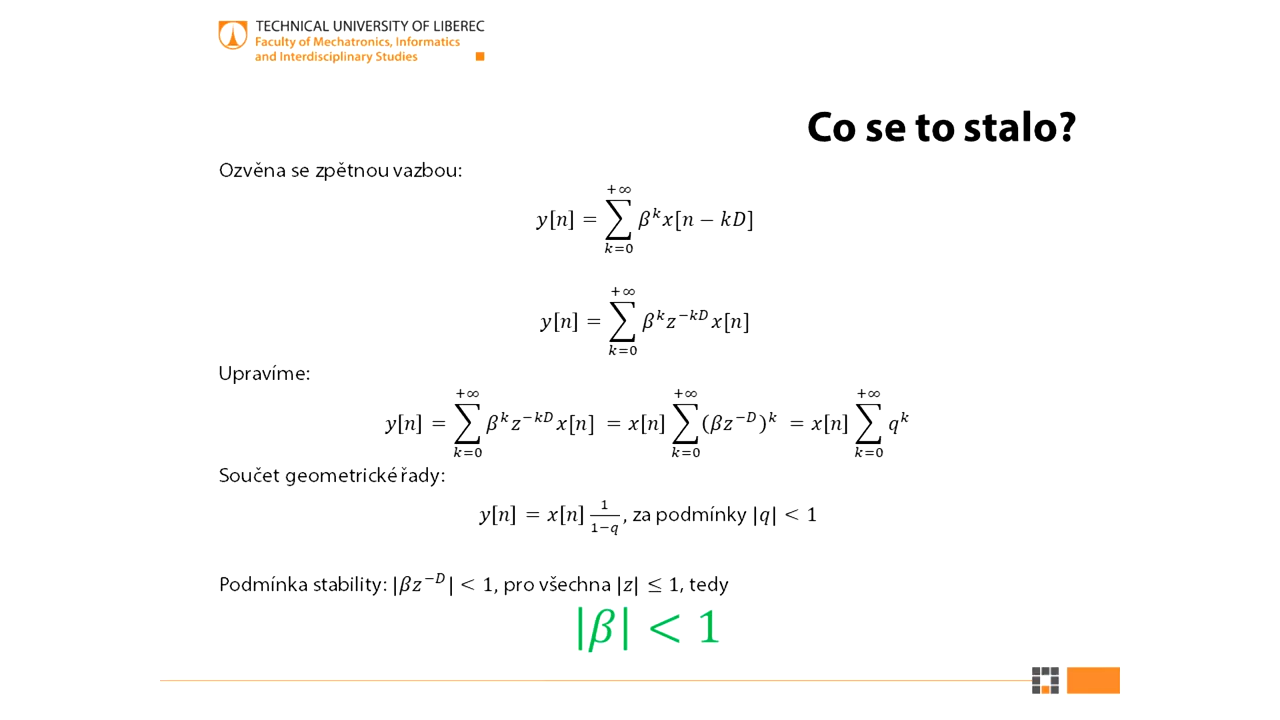 TECHNICAL UNIVERSITY OF LIBEREC
Faculty of Mechatronics, Informatics
and Interdisciplinary Studies
Co se to stalo?
Ozvěna se zpětnou vazbou:
y[n] = ∑_{k=0}^{+∞} β^k x[n − kD]
y[n] = ∑_{k=0}^{+∞} β^k z^{−kD} x[n]
Upravíme:
y[n] = ∑_{k=0}^{+∞} β^k z^{−kD} x[n] = x[n] ∑_{k=0}^{+∞} (βz^{−D})^k = x[n] ∑_{k=0}^{+∞} q^k
Součet geometrické řady:
y[n] = x[n] \frac{1}{1−q}, za podmínky |q| < 1
Podmínka stability: |βz^{−D}| < 1, pro všechna |z| ≤ 1, tedy
|β| < 1